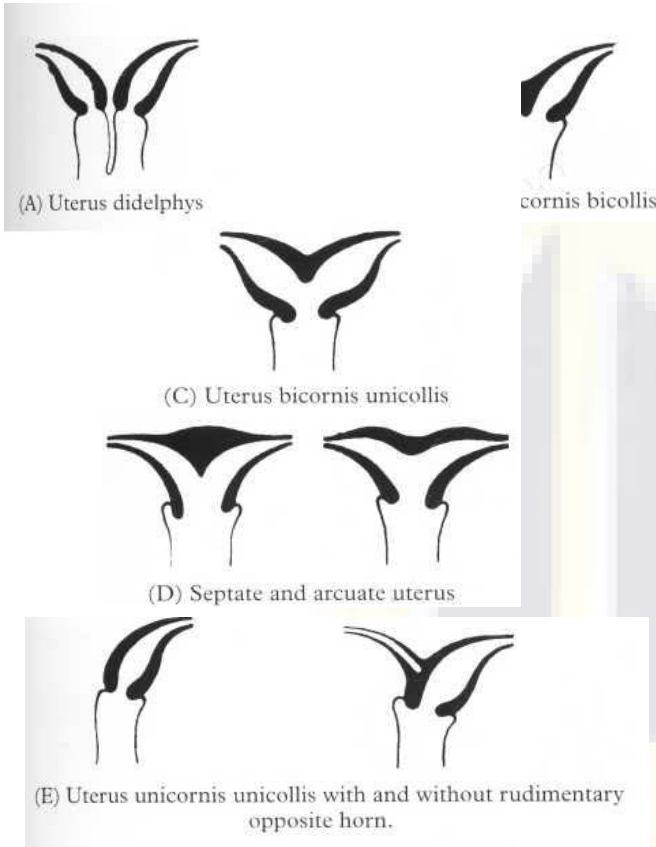 (A) Uterus didelphys
cornis bicollis
(C) Uterus bicornis unicollis
(D) Septate and arcuate uterus
(E) Uterus unicornis unicollis with and without rudimentary
opposite horn.